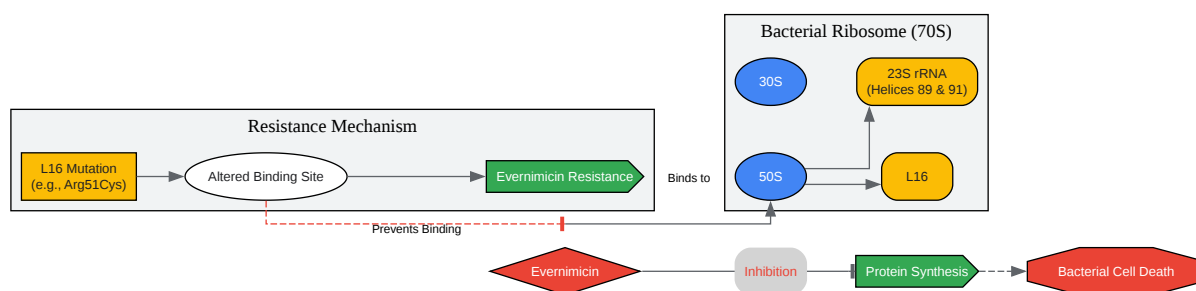 Bacterial Ribosome (70S)
30S
23S rRNA
(Helices 89 & 91)
Resistance Mechanism
L16 Mutation
(e.g., Arg51Cys)
Altered Binding Site
Evernimicin Resistance
Binds to
50S
L16
Prevents Binding
Evernimicin
Inhibition
Protein Synthesis
Bacterial Cell Death